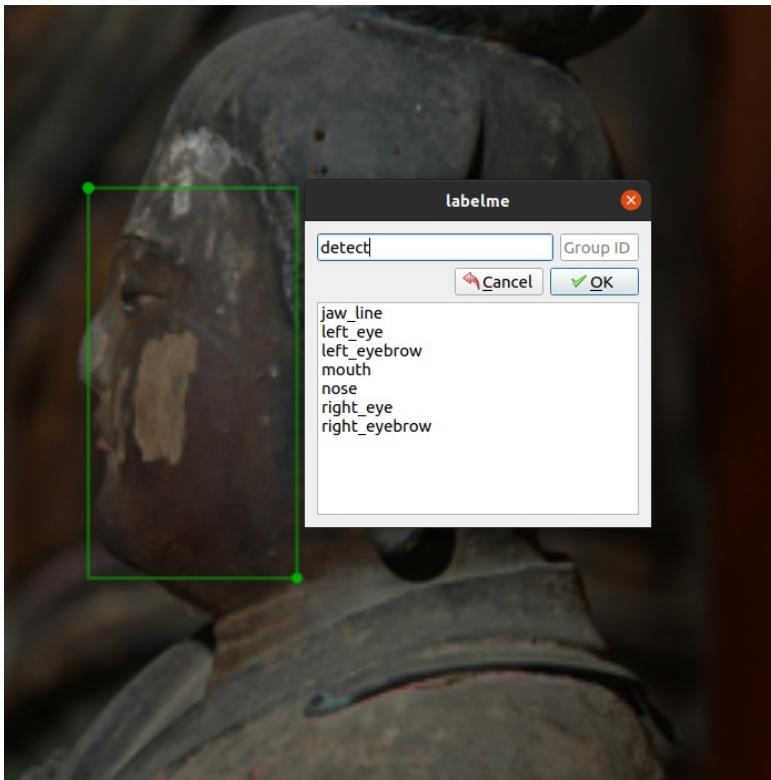 labelme
detect
Group ID
Cancel
OK
jaw_line
left_eye
left_eyebrow
mouth
nose
right_eye
right_eyebrow